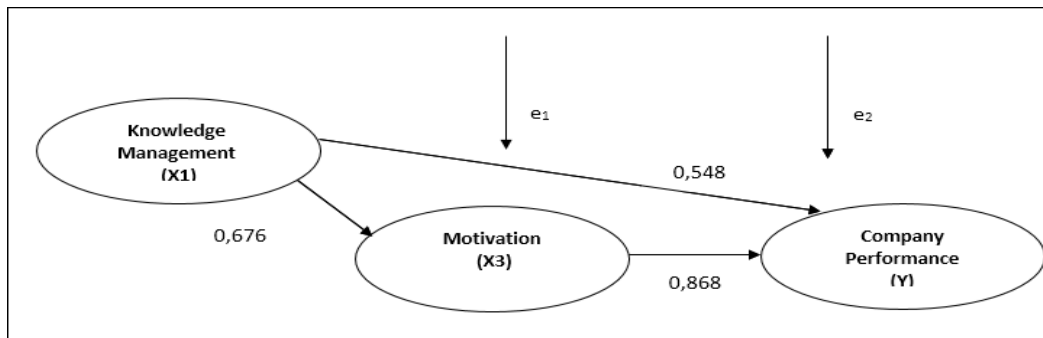 e₁
e₂
Knowledge
Management
(X1)
0,548
0,676
Motivation
(X3)
Company
Performance
(Y)
0,868